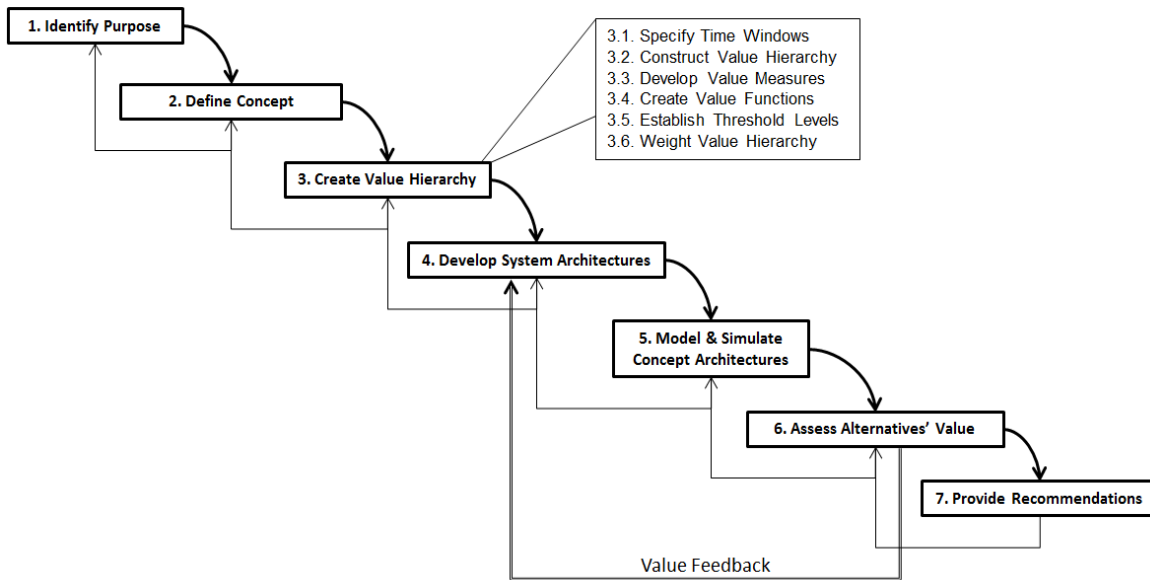 1. Identify Purpose
2. Define Concept
3. Create Value Hierarchy
3.1. Specify Time Windows
3.2. Construct Value Hierarchy
3.3. Develop Value Measures
3.4. Create Value Functions
3.5. Establish Threshold Levels
3.6. Weight Value Hierarchy
4. Develop System Architectures
5. Model & Simulate
Concept Architectures
6. Assess Alternatives’ Value
7. Provide Recommendations
Value Feedback